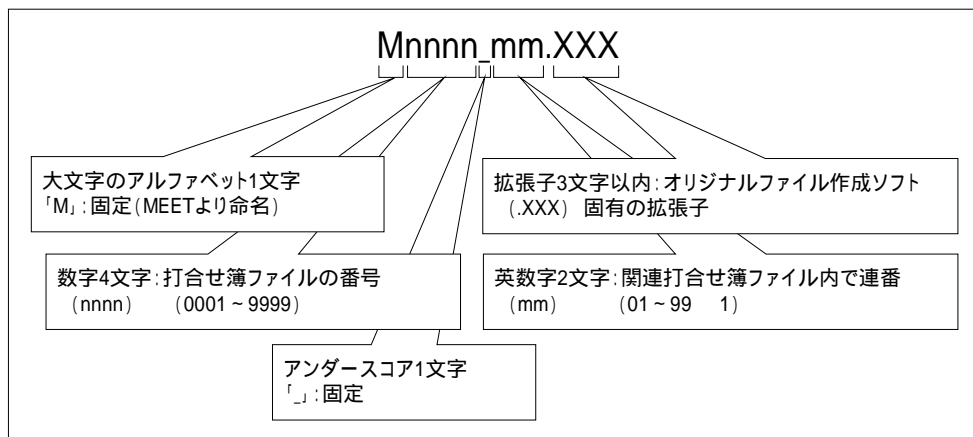 Mnnnn_mm.XXX
大文字のアルファベット1文字
「M」:固定(MEETより命名)
拡張子3文字以内:オリジナルファイル作成ソフト
(.XXX) 固有の拡張子
数字4文字:打合せ簿ファイルの番号
(nnnn) (0001~9999)
英数字2文字:関連打合せ簿ファイル内で連番
(mm) (01~99 1)
アンダースコア1文字
「_」:固定